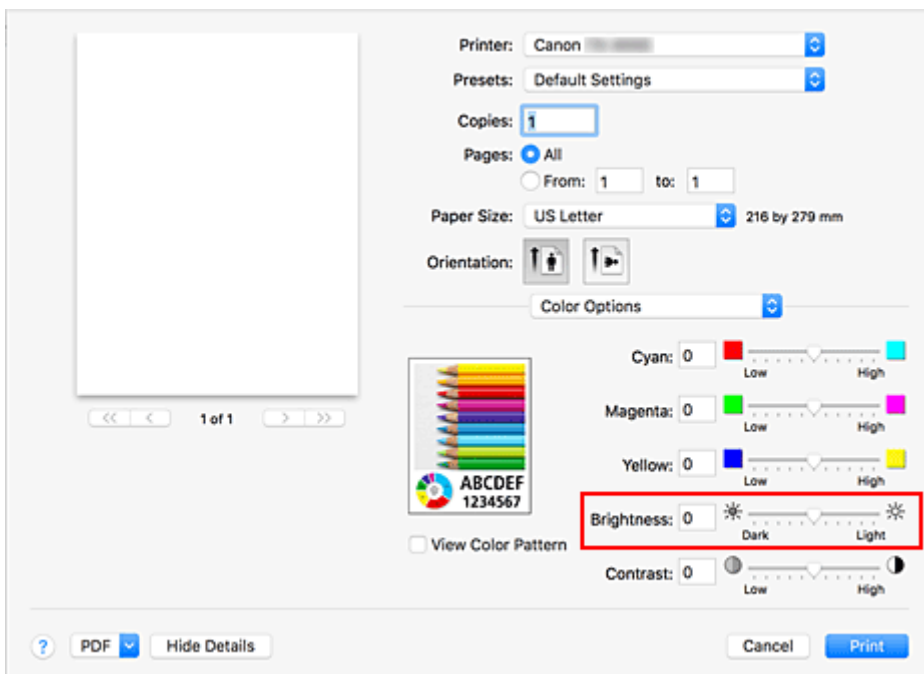 Printer: Canon
Presets: Default Settings
Copies: 1
Pages: All
From: 1 to: 1
Paper Size: US Letter 216 by 279 mm
Orientation:
Color Options
Cyan: 0
Low High
Magenta: 0
Low High
Yellow: 0
Low High
Brightness: 0
Dark Light
Contrast: 0
Low High
<< < 1 of 1 > >>
ABCDEF
1234567
View Color Pattern
? PDF Hide Details Cancel Print